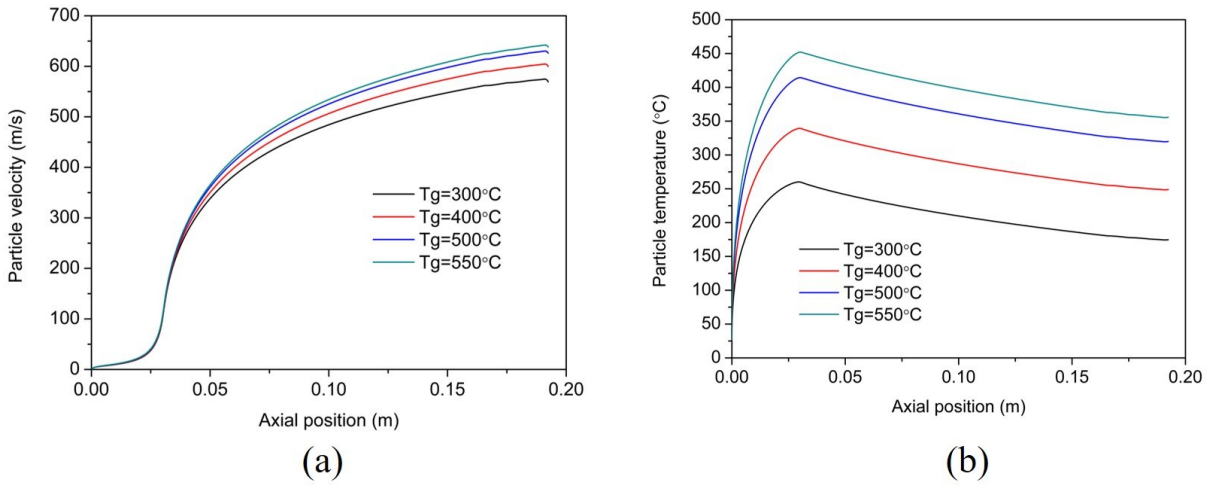 700
600
500
400
300
200
100
0
Particle velocity (m/s)
Tg=300°C
Tg=400°C
Tg=500°C
Tg=550°C
0.00 0.05 0.10 0.15 0.20
Axial position (m)
(a)
500
450
400
350
300
250
200
150
100
50
0
Particle temperature (°C)
Tg=300°C
Tg=400°C
Tg=500°C
Tg=550°C
0.00 0.05 0.10 0.15 0.20
Axial position (m)
(b)